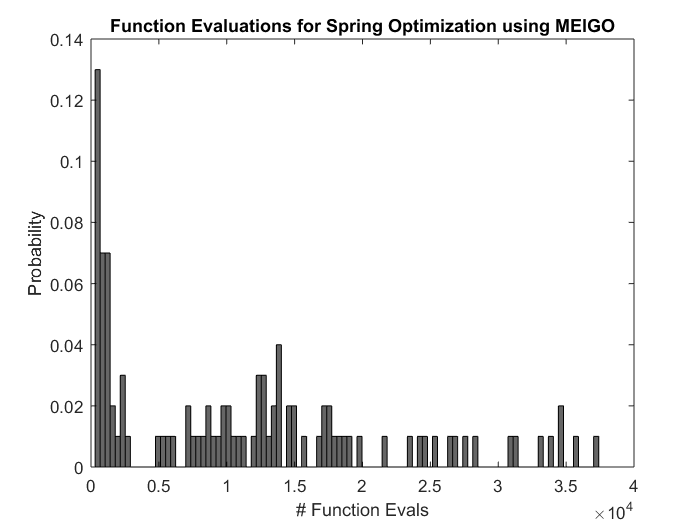 Function Evaluations for Spring Optimization using MEIGO
0.14
0.12
0.1
0.08
0.06
0.04
0.02
0
Probability
0 0.5 1 1.5 2 2.5 3 3.5 4
# Function Evals
×10^4